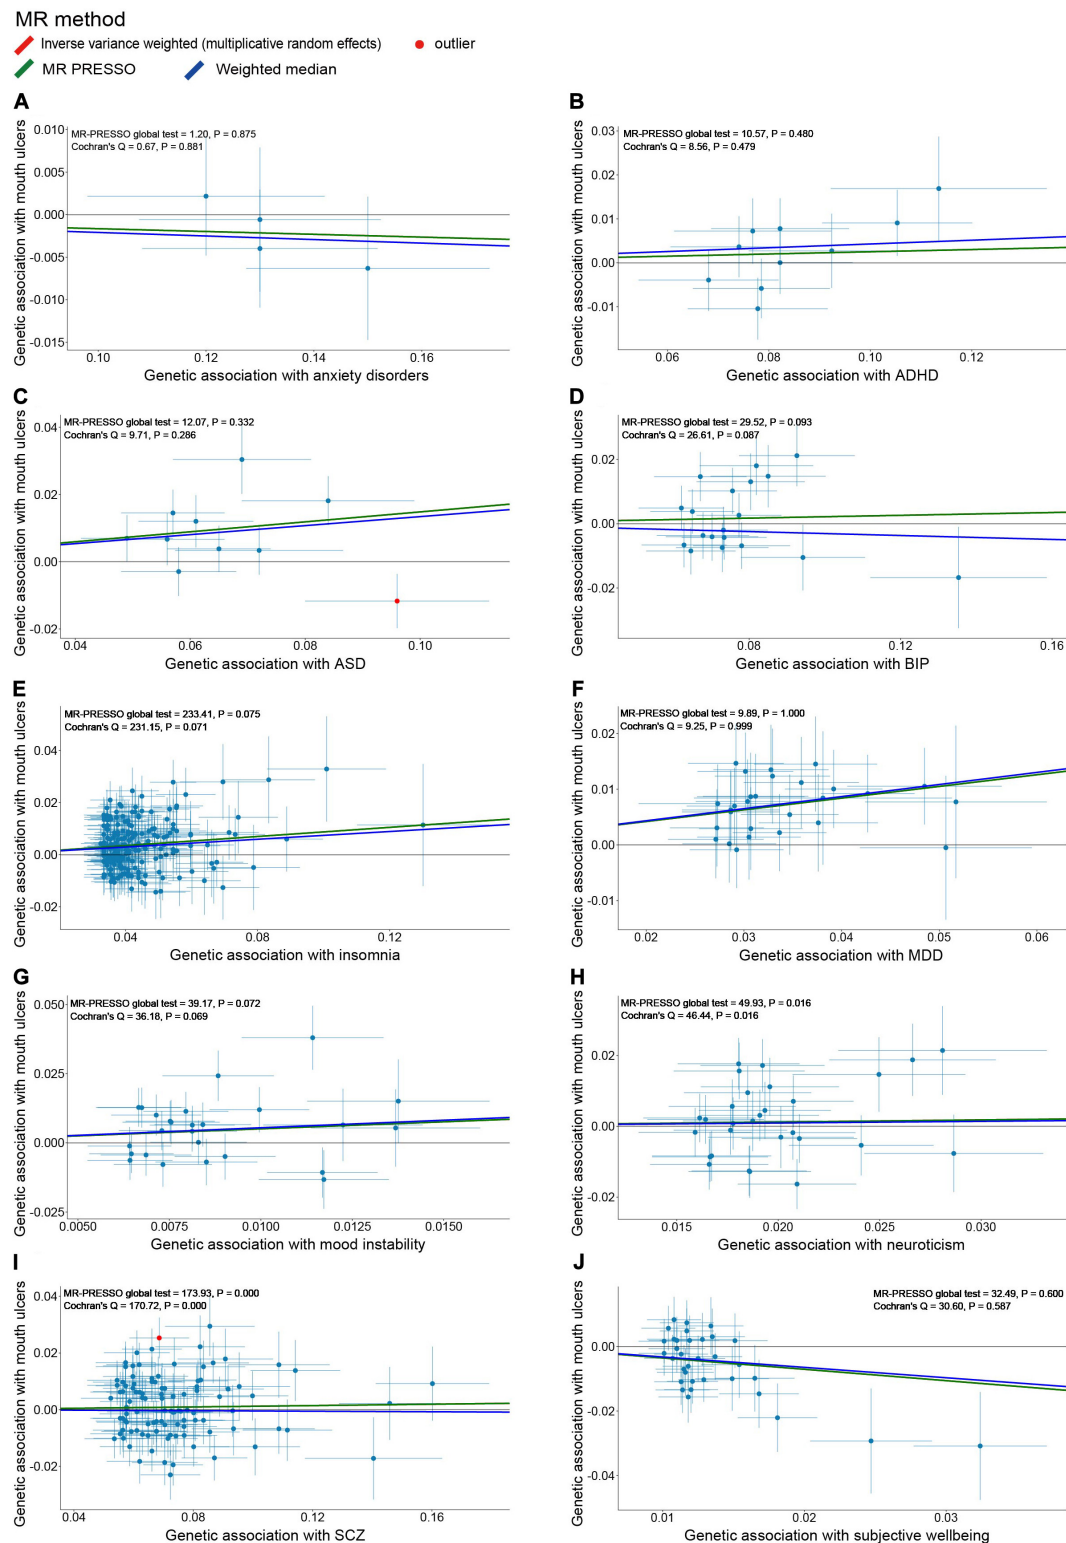 MR method
Inverse variance weighted (multiplicative random effects)
outlier
MR PRESSO
Weighted median
A
MR-PRESSO global test = 1.20, P = 0.875
Cochran's Q = 0.67, P = 0.881
Genetic association with mouth ulcers
0.010
0.005
0.000
-0.005
-0.010
-0.015
0.10 0.12 0.14 0.16
Genetic association with anxiety disorders
B
MR-PRESSO global test = 10.57, P = 0.480
Cochran's Q = 8.56, P = 0.479
Genetic association with mouth ulcers
0.03
0.02
0.01
0.00
-0.01
0.06 0.08 0.10 0.12
Genetic association with ADHD
C
MR-PRESSO global test = 12.07, P = 0.332
Cochran's Q = 9.71, P = 0.286
Genetic association with mouth ulcers
0.04
0.02
0.00
-0.02
0.04 0.06 0.08 0.10
Genetic association with ASD
D
MR-PRESSO global test = 29.52, P = 0.093
Cochran's Q = 26.61, P = 0.087
Genetic association with mouth ulcers
0.02
0.00
-0.02
0.08 0.12 0.16
Genetic association with BIP
E
MR-PRESSO global test = 233.41, P = 0.075
Cochran's Q = 231.15, P = 0.071
Genetic association with mouth ulcers
0.04
0.02
0.00
-0.02
0.04 0.08 0.12
Genetic association with insomnia
F
MR-PRESSO global test = 9.89, P = 1.000
Cochran's Q = 9.25, P = 0.999
Genetic association with mouth ulcers
0.02
0.01
0.00
-0.01
0.02 0.03 0.04 0.05 0.06
Genetic association with MDD
G
MR-PRESSO global test = 39.17, P = 0.072
Cochran's Q = 36.18, P = 0.069
Genetic association with mouth ulcers
0.050
0.025
0.000
-0.025
0.0050 0.0075 0.0100 0.0125 0.0150
Genetic association with mood instability
H
MR-PRESSO global test = 49.93, P = 0.016
Cochran's Q = 46.44, P = 0.016
Genetic association with mouth ulcers
0.02
0.00
-0.02
0.015 0.020 0.025 0.030
Genetic association with neuroticism
I
MR-PRESSO global test = 173.93, P = 0.000
Cochran's Q = 170.72, P = 0.000
Genetic association with mouth ulcers
0.04
0.02
0.00
-0.02
0.04 0.08 0.12 0.16
Genetic association with SCZ
J
MR-PRESSO global test = 32.49, P = 0.600
Cochran's Q = 30.60, P = 0.587
Genetic association with mouth ulcers
0.00
-0.02
-0.04
0.01 0.02 0.03
Genetic association with subjective wellbeing